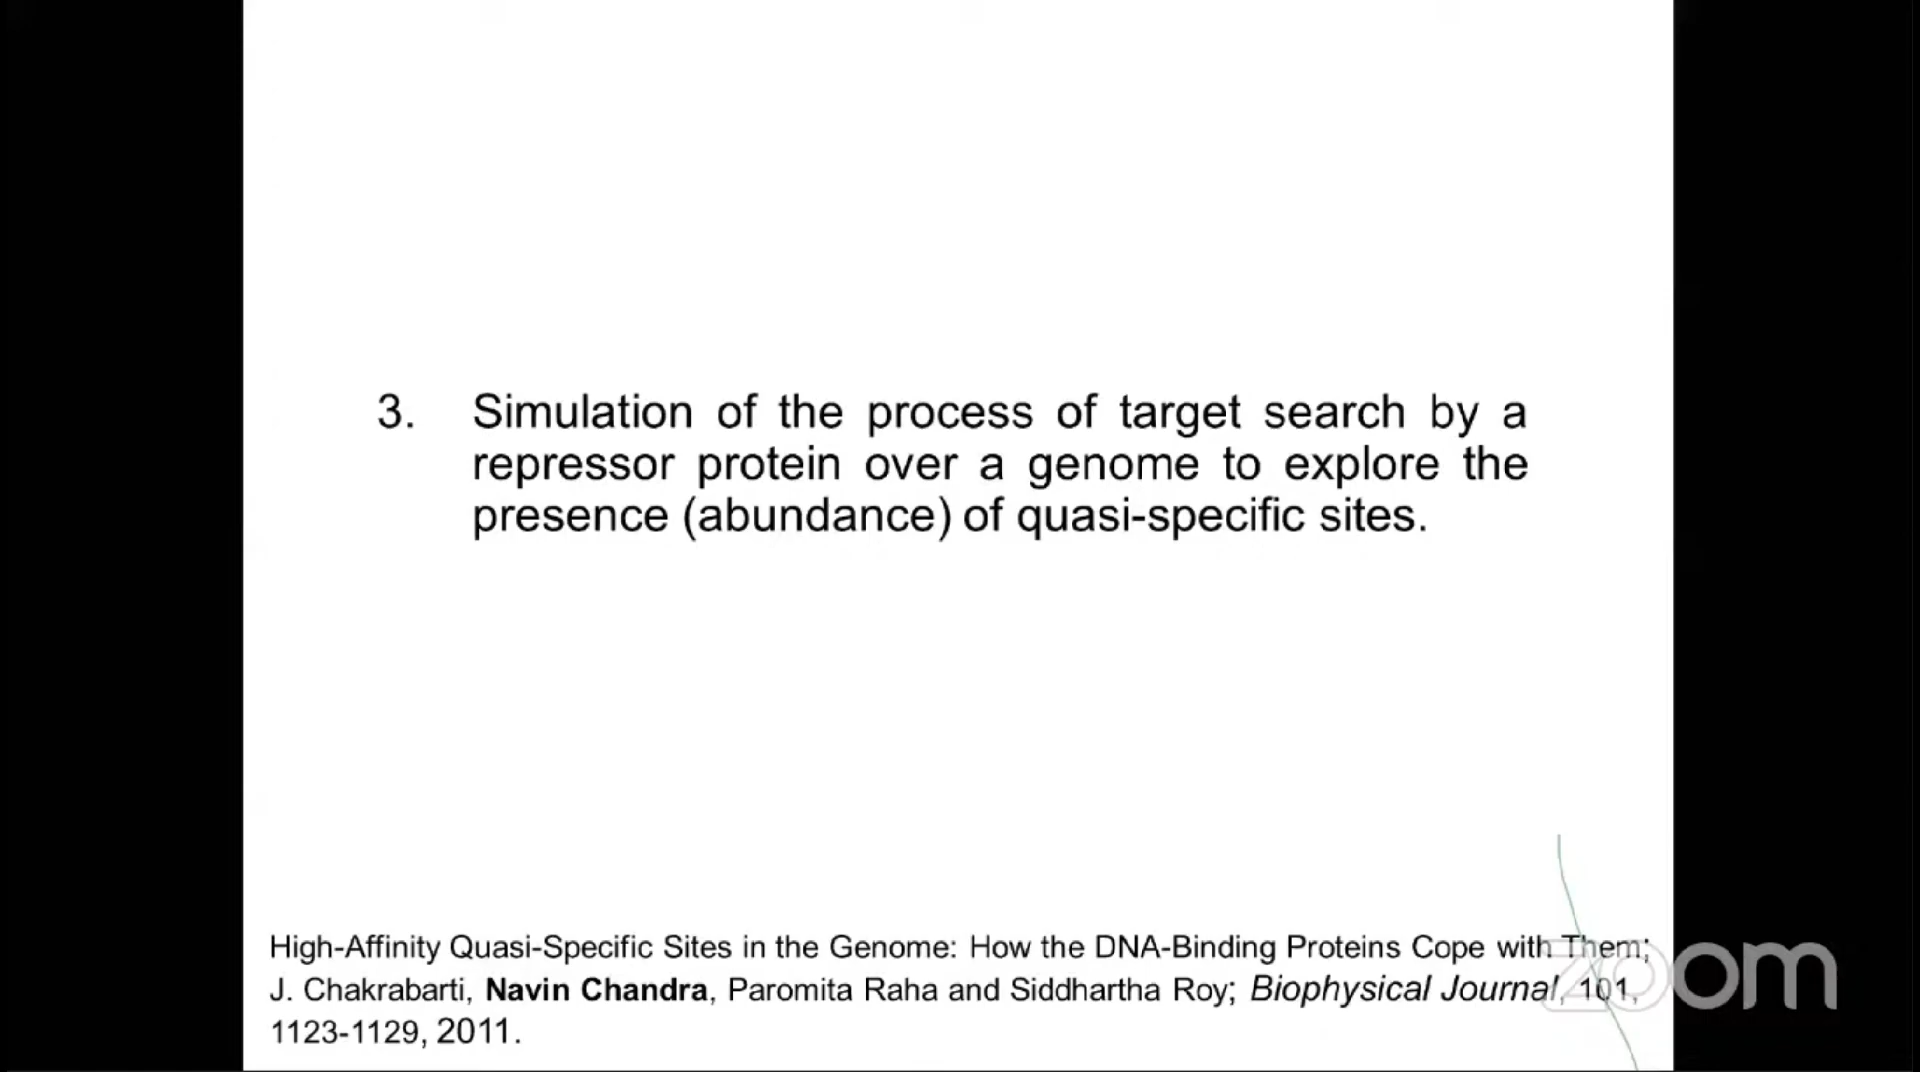 3. Simulation of the process of target search by a
repressor protein over a genome to explore the
presence (abundance) of quasi-specific sites.
High-Affinity Quasi-Specific Sites in the Genome: How the DNA-Binding Proteins Cope with Them;
J. Chakrabarti, Navin Chandra, Paromita Raha and Siddhartha Roy; Biophysical Journal, 101,
1123-1129, 2011.
zoom